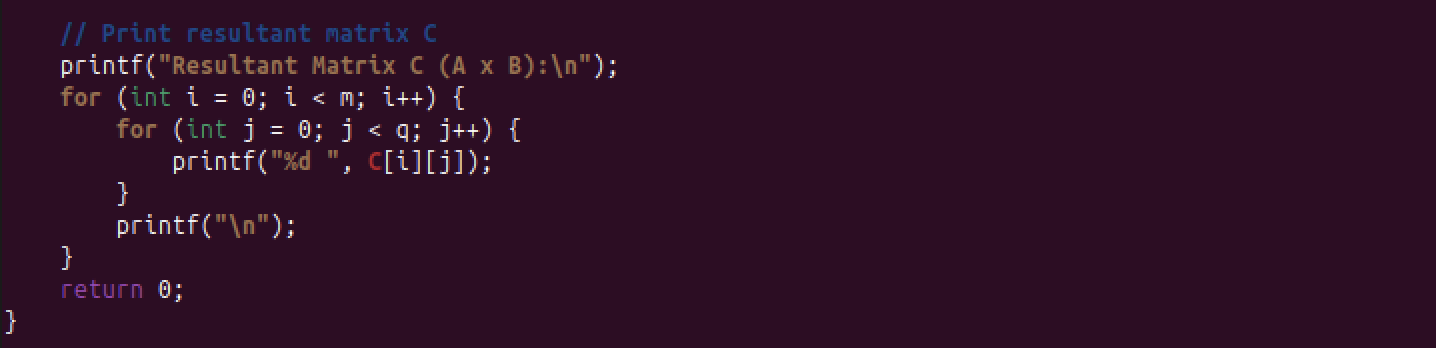 // Print resultant matrix C
printf("Resultant Matrix C (A x B):\n");
for (int i = 0; i < m; i++) {
for (int j = 0; j < q; j++) {
printf("%d ", C[i][j]);
}
printf("\n");
}
return 0;
}